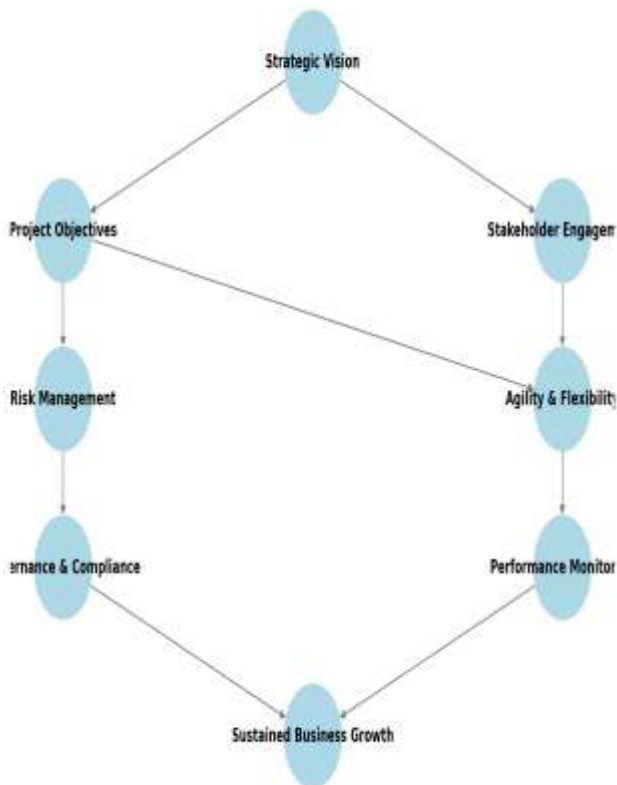 Strategic Vision
Project Objectives
Stakeholder Engagem
Risk Management
Agility & Flexibility
ernance & Compliance
Performance Monitor
Sustained Business Growth